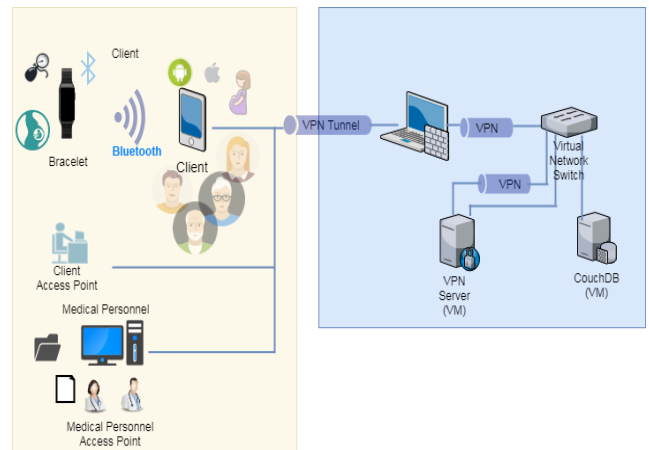 Client
Bracelet
Bluetooth
Client
Client
Access Point
Medical Personnel
Medical Personnel
Access Point
VPN Tunnel
VPN
Virtual
Network
Switch
VPN
VPN
Server
(VM)
CouchDB
(VM)